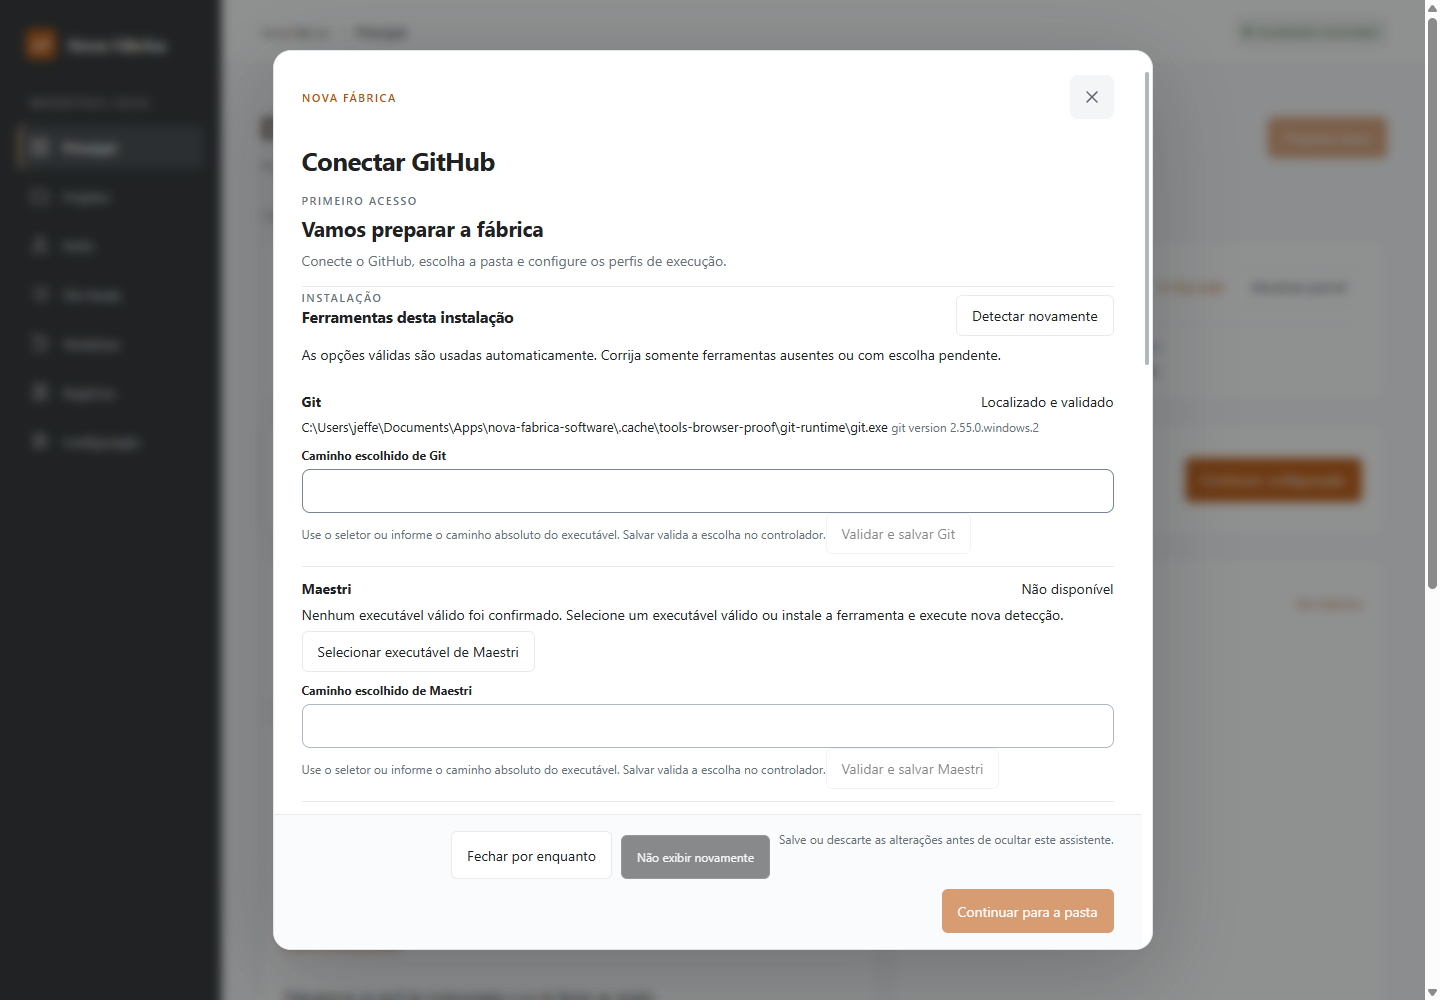 NOVA FÁBRICA
Conectar GitHub
PRIMEIRO ACESSO
Vamos preparar a fábrica
Conecte o GitHub, escolha a pasta e configure os perfis de execução.
INSTALAÇÃO
Ferramentas desta instalação
Detectar novamente
As opções válidas são usadas automaticamente. Corrija somente ferramentas ausentes ou com escolha pendente.
Git
Localizado e validado
C:\Users\jeffe\Documents\Apps\nova-fabrica-software\.cache\tools-browser-proof\git-runtime\git.exe git version 2.55.0.windows.2
Caminho escolhido de Git
Use o seletor ou informe o caminho absoluto do executável. Salvar valida a escolha no controlador.
Validar e salvar Git
Maestri
Não disponível
Nenhum executável válido foi confirmado. Selecione um executável válido ou instale a ferramenta e execute nova detecção.
Selecionar executável de Maestri
Caminho escolhido de Maestri
Use o seletor ou informe o caminho absoluto do executável. Salvar valida a escolha no controlador.
Validar e salvar Maestri
Fechar por enquanto
Não exibir novamente
Salve ou descarte as alterações antes de ocultar este assistente.
Continuar para a pasta